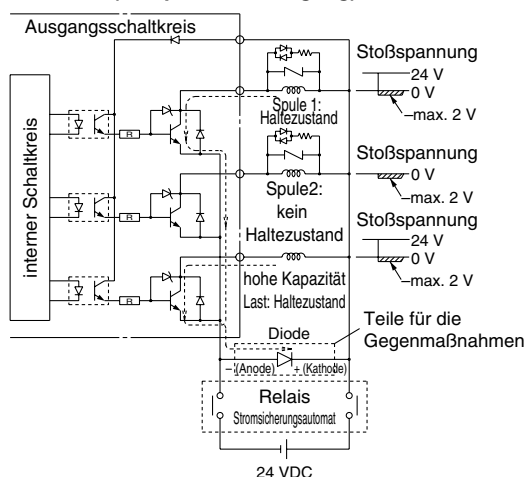 Ausgangsschaltkreis
interner Schaltkreis
R
R
R
Spule 1:
Haltezustand
Spule2:
kein
Haltezustand
hohe Kapazität
Last: Haltezustand
Stoßspannung
24 V
0 V
–max. 2 V
Stoßspannung
0 V
–max. 2 V
Stoßspannung
24 V
0 V
–max. 2 V
Teile für die
Gegenmaßnahmen
Diode
– (Anode) + (Kathode)
Relais
Stromsicherungsautomat
24 VDC